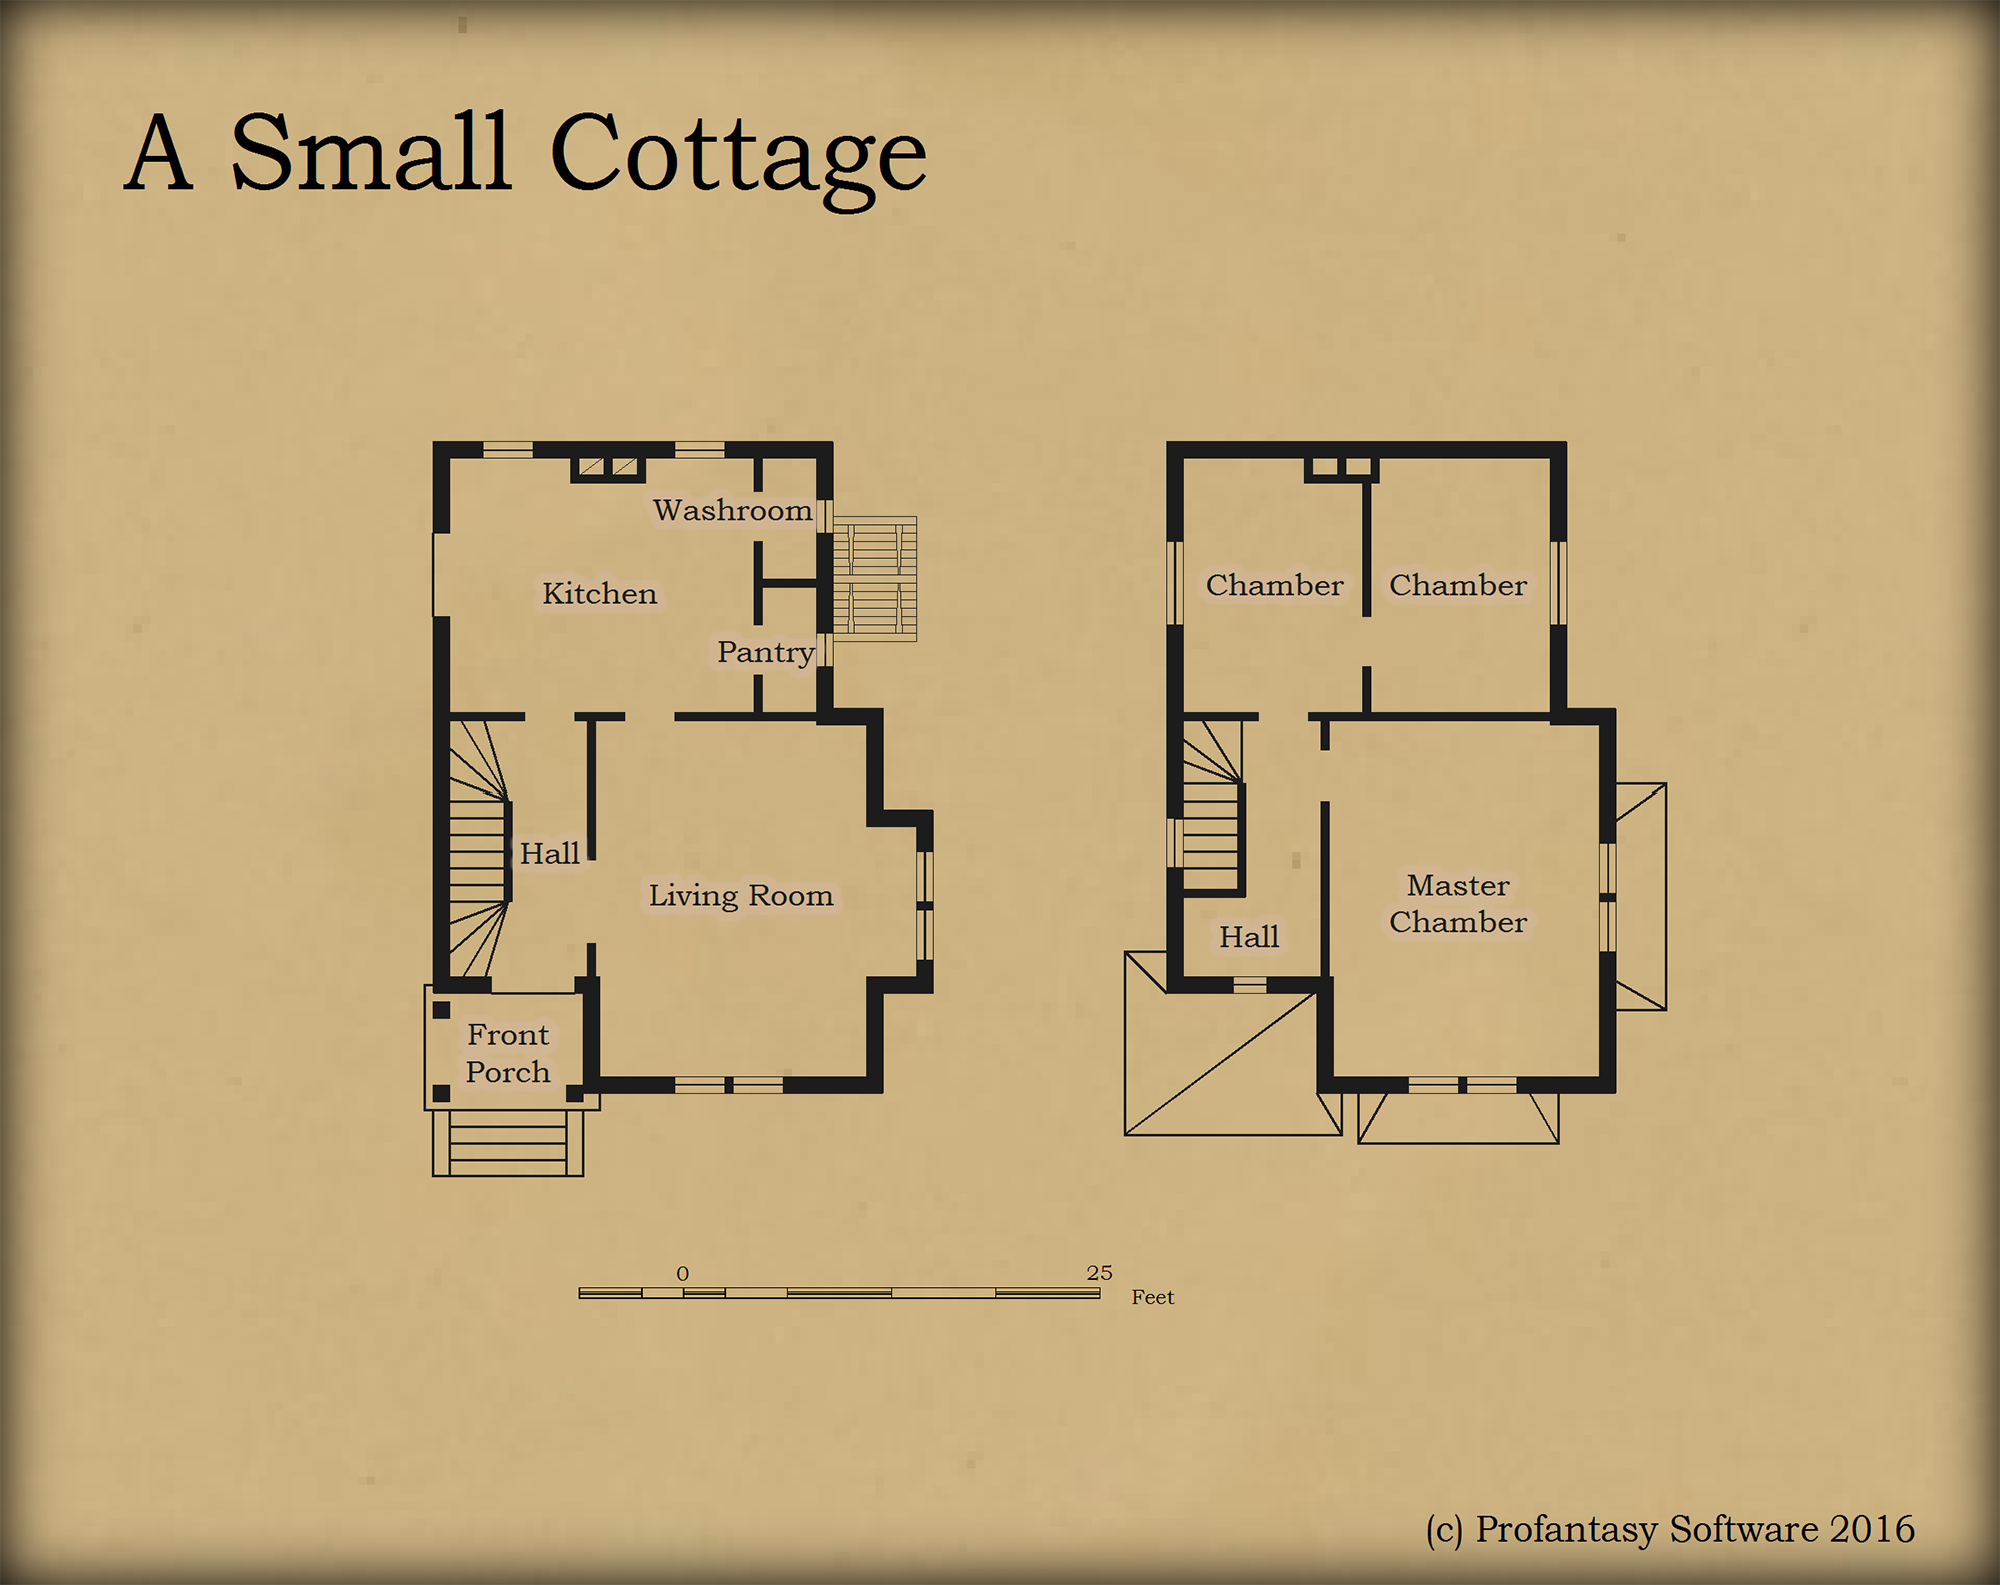 A Small Cottage
Washroom
Kitchen
Pantry
Hall
Living Room
Front
Porch
Chamber
Chamber
Master
Chamber
Hall
0
25
Feet
(c) Profantasy Software 2016